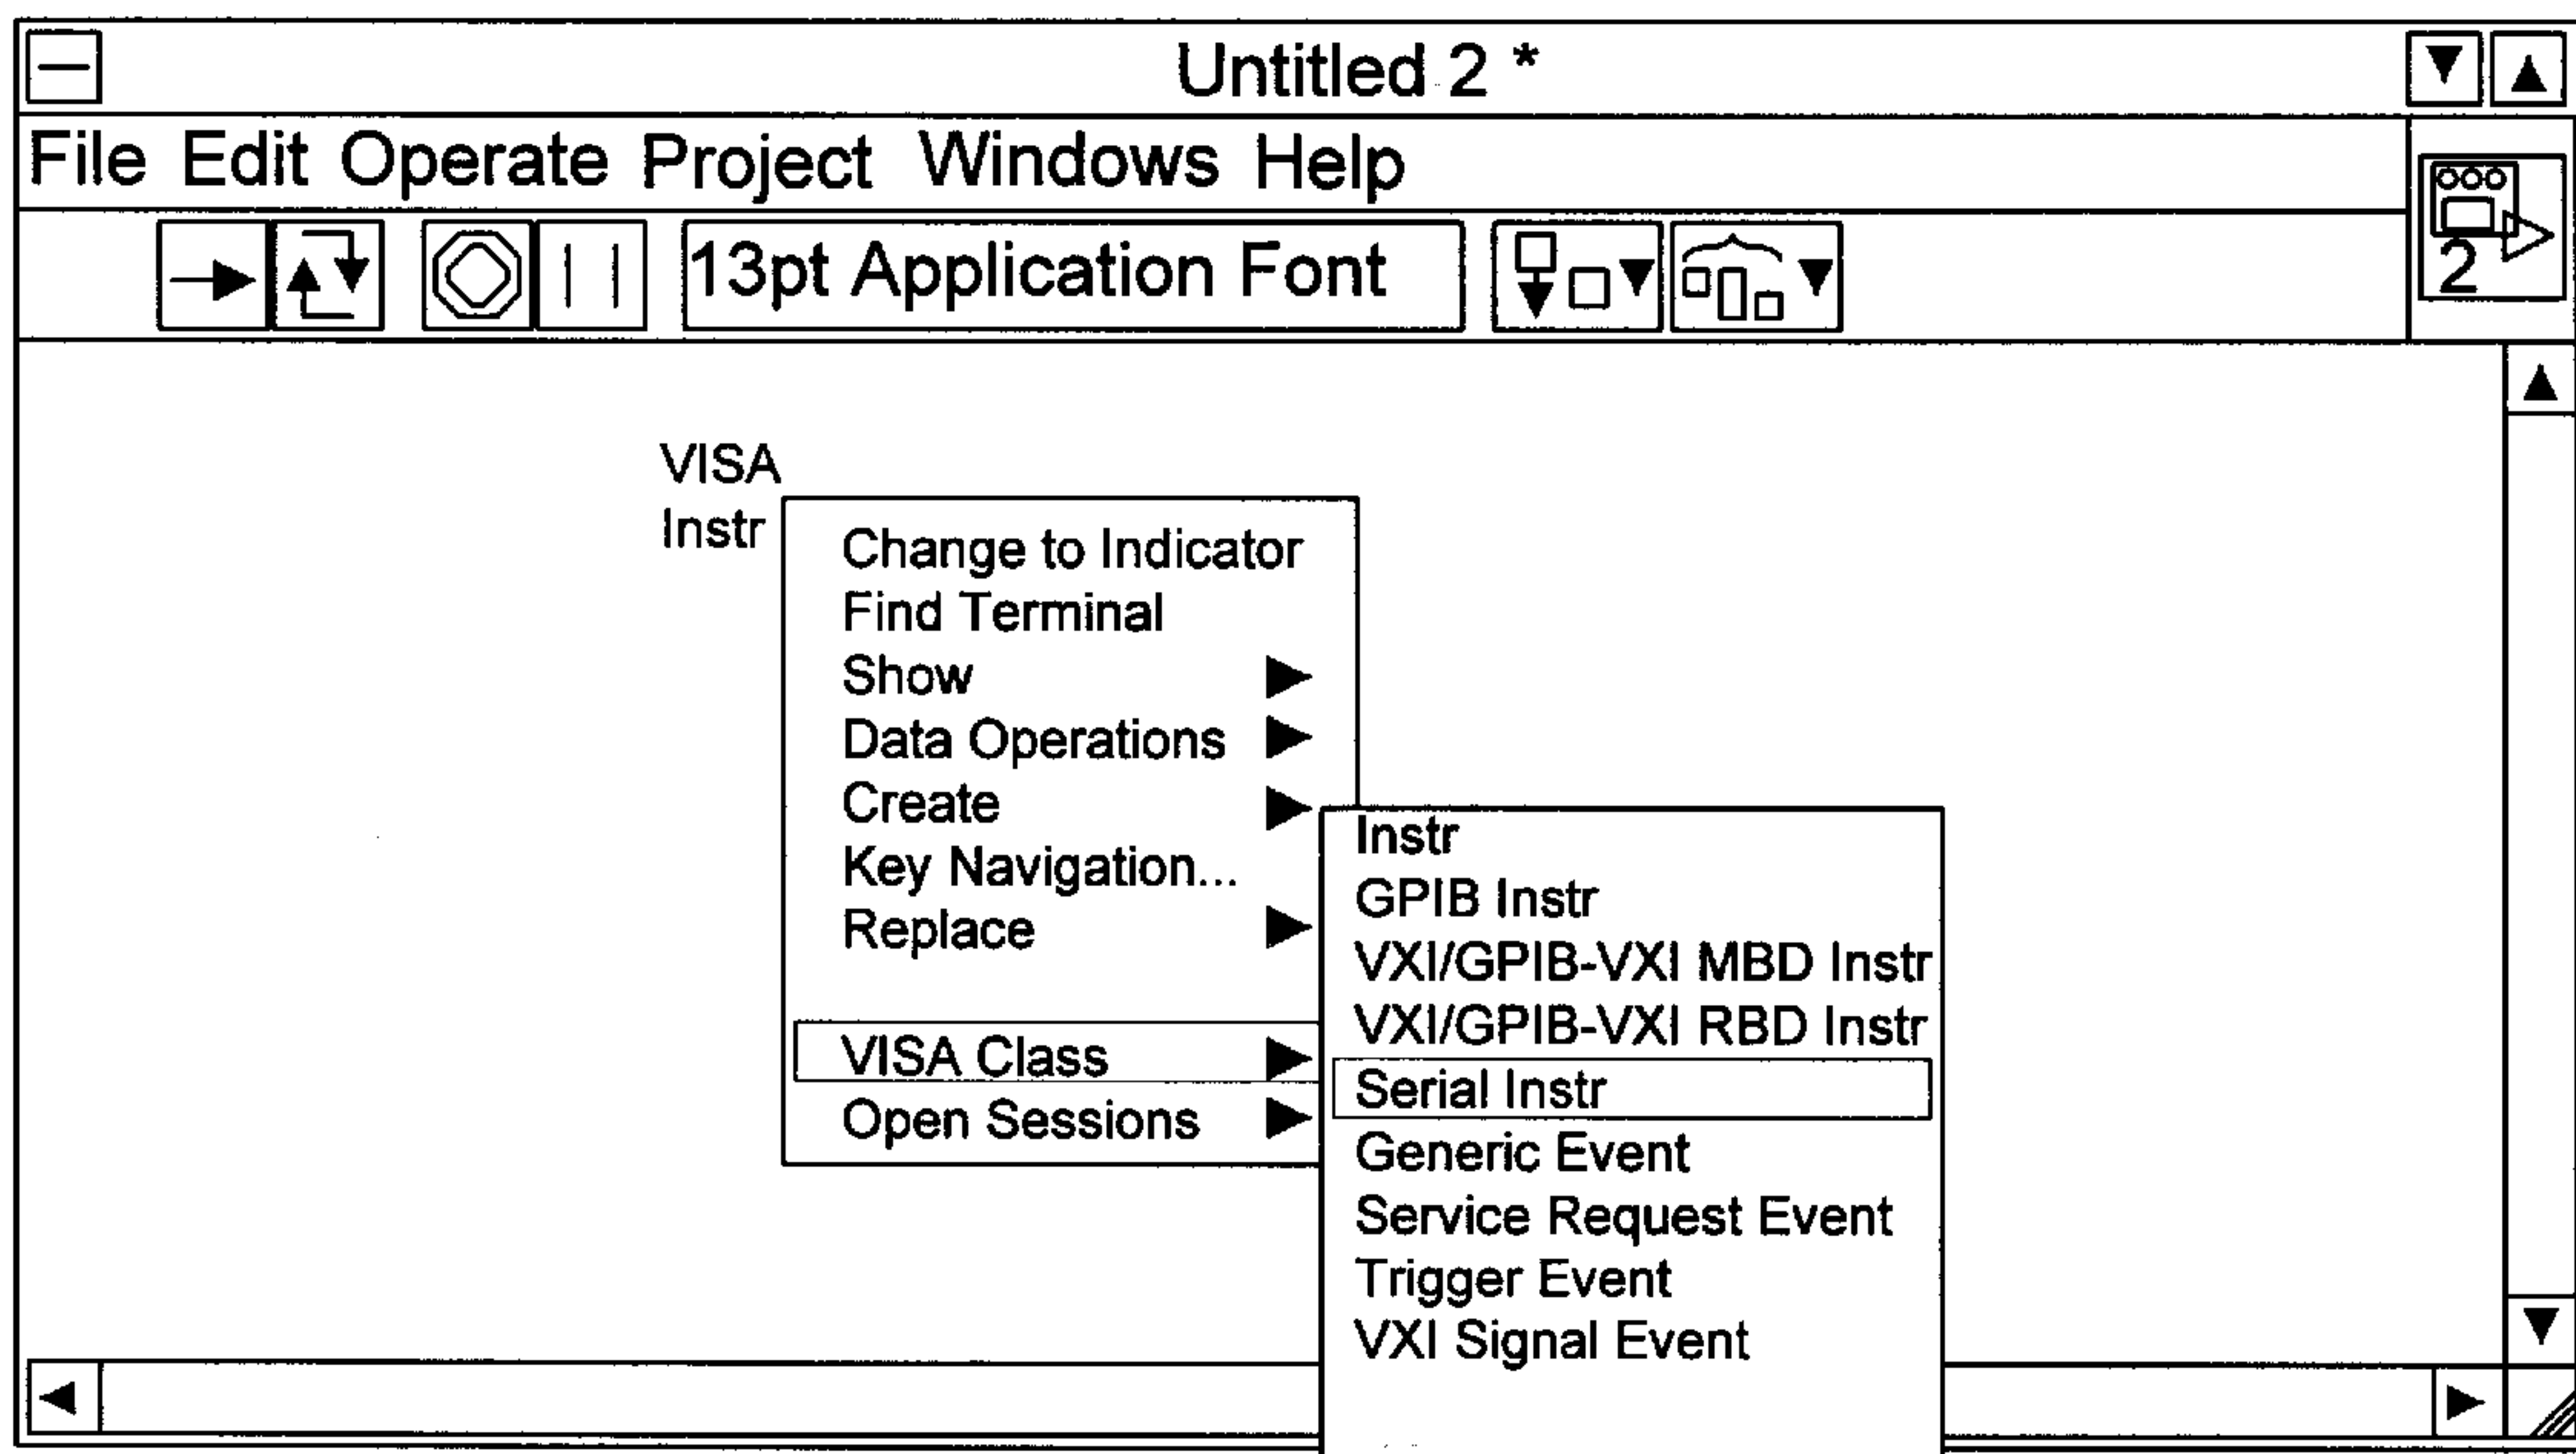 Untitled 2 *
File Edit Operate Project Windows Help
13pt Application Font
2
VISA
Instr
Change to Indicator
Find Terminal
Show
Data Operations
Create
Key Navigation...
Replace
VISA Class
Open Sessions
Instr
GPIB Instr
VXI/GPIB-VXI MBD Instr
VXI/GPIB-VXI RBD Instr
Serial Instr
Generic Event
Service Request Event
Trigger Event
VXI Signal Event